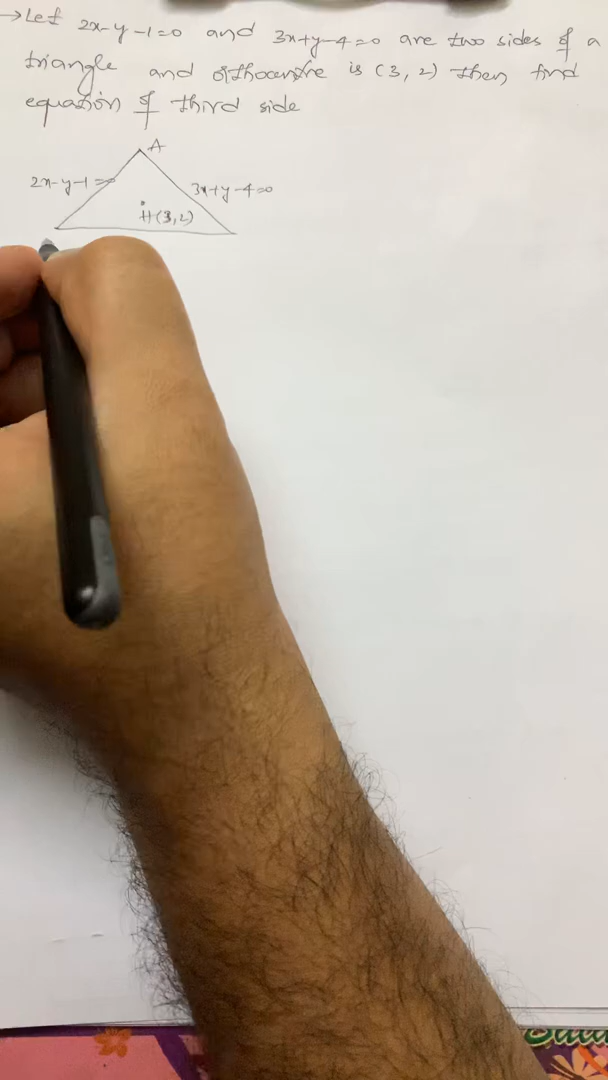 → Let 2x-y-1=0 and 3x+y-4=0 are two sides of a
triangle and orthocentre is (3, 2) then find
equation of third side
A
2x-y-1=0
3x+y-4=0
H(3,2)